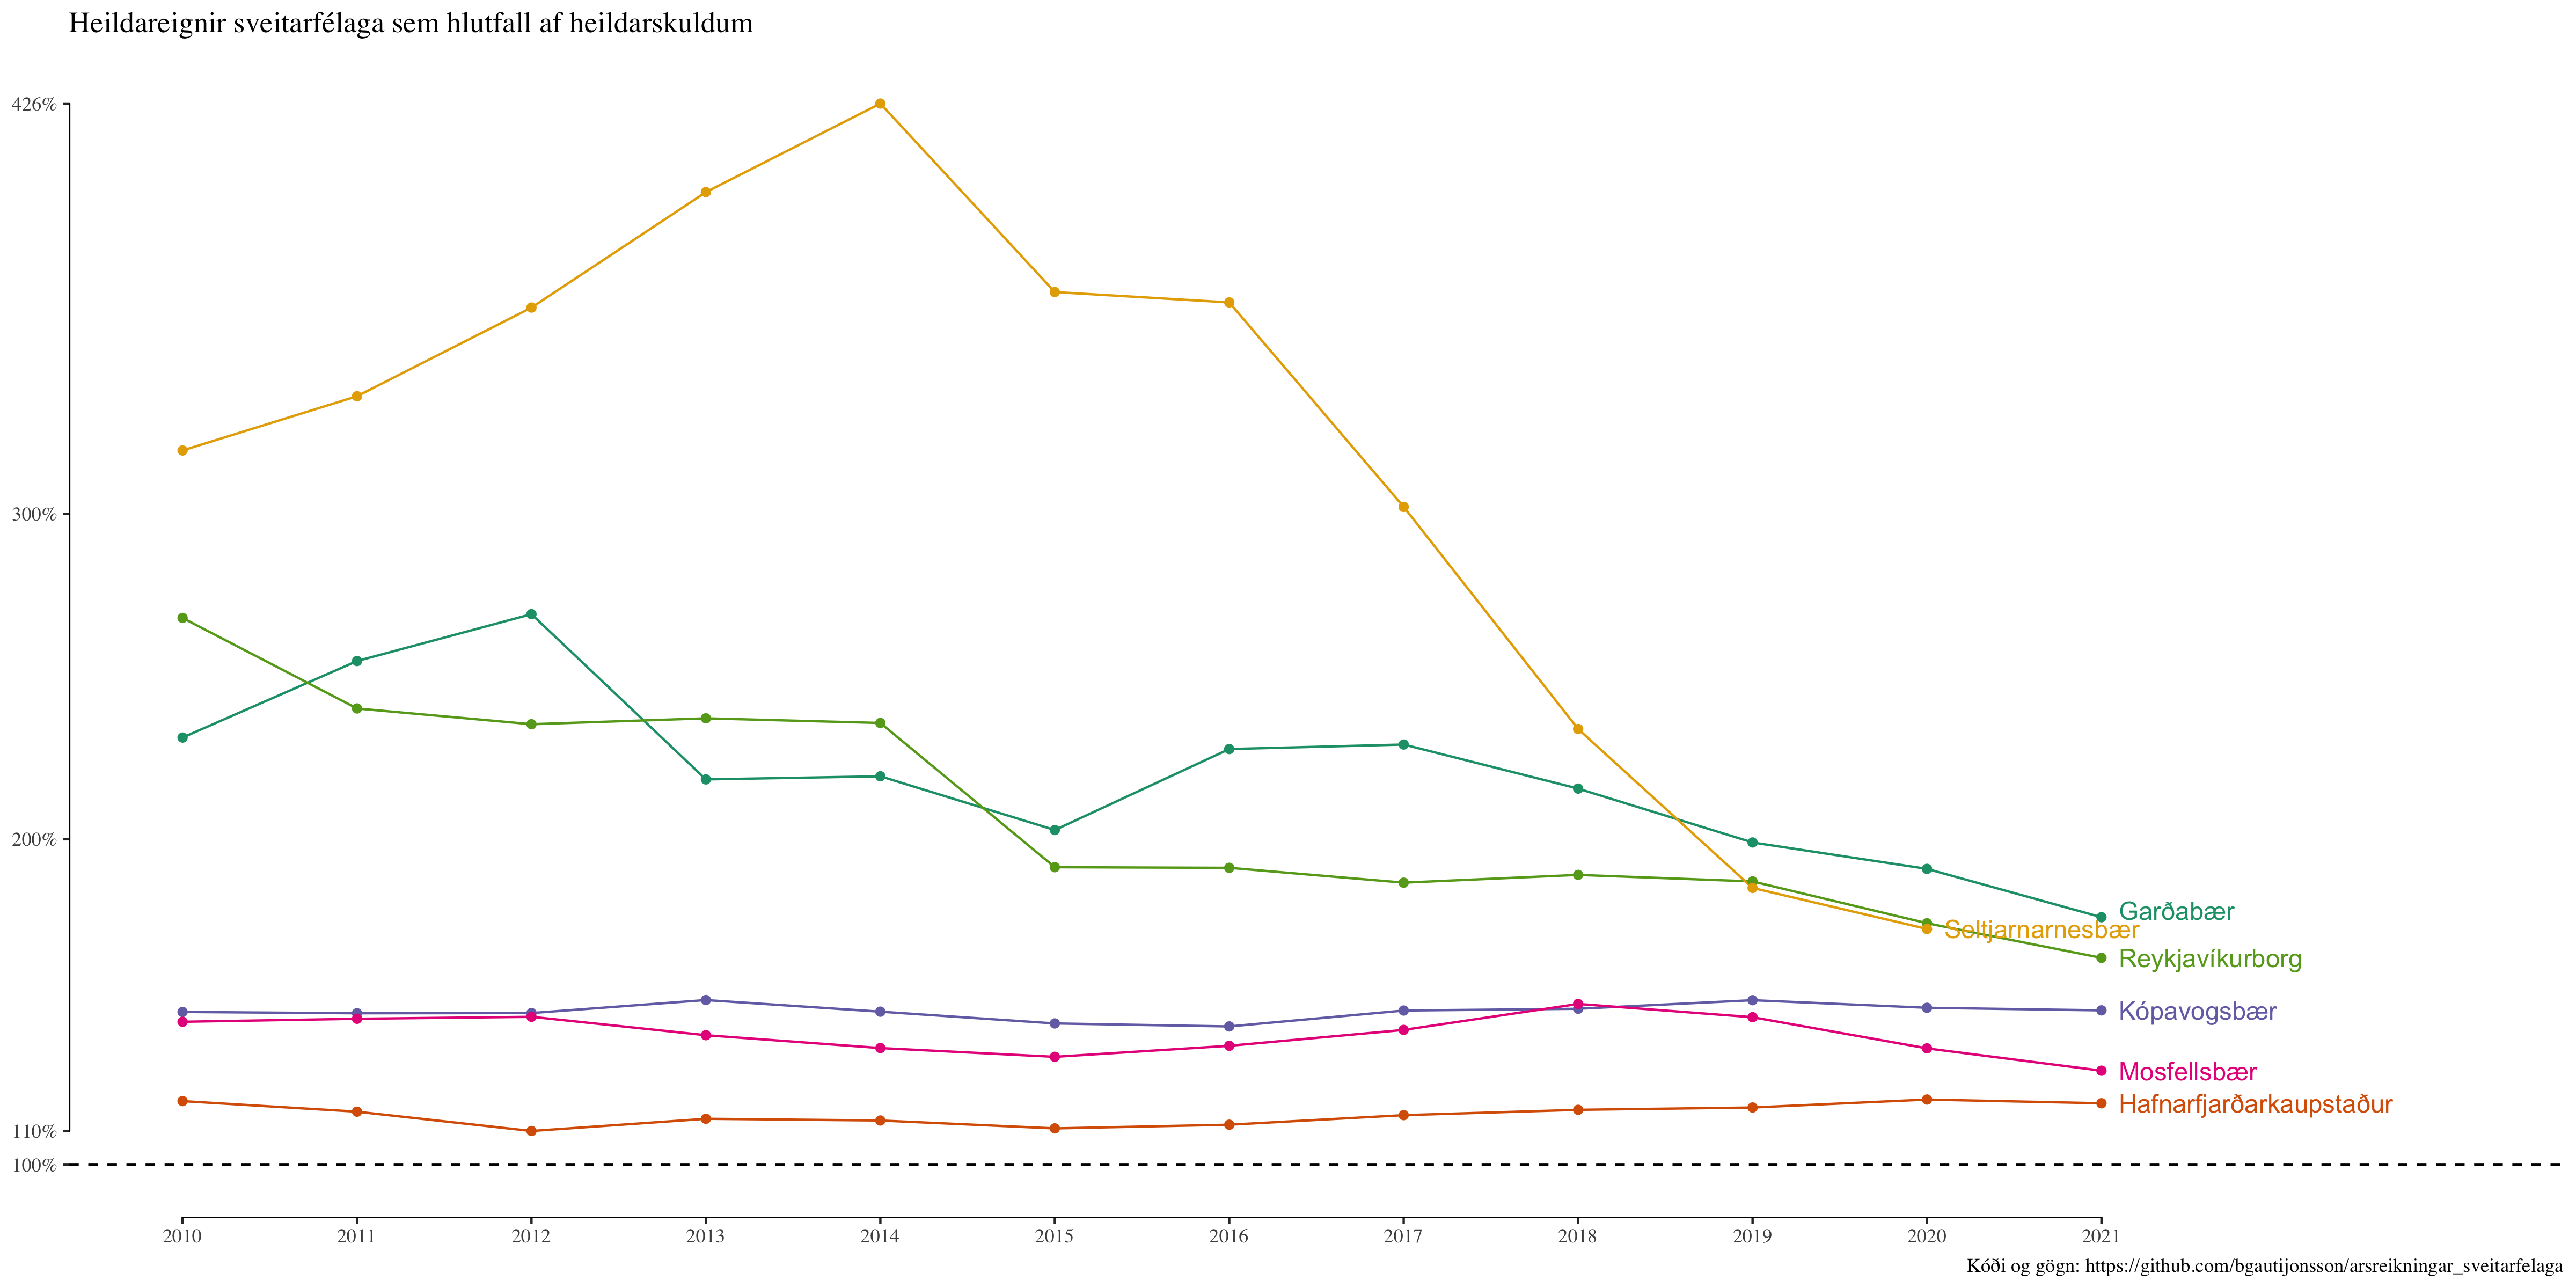 Heildareignir sveitarfélaga sem hlutfall af heildarskuldum
426%
300%
200%
110%
100%
Garðabær
Seltjarnarnesbær
Reykjavíkurborg
Kópavogsbær
Mosfellsbær
Hafnarfjarðarkaupstaður
2010 2011 2012 2013 2014 2015 2016 2017 2018 2019 2020 2021
Kóði og gögn: https://github.com/bgautijonsson/arsreikningar_sveitarfelaga